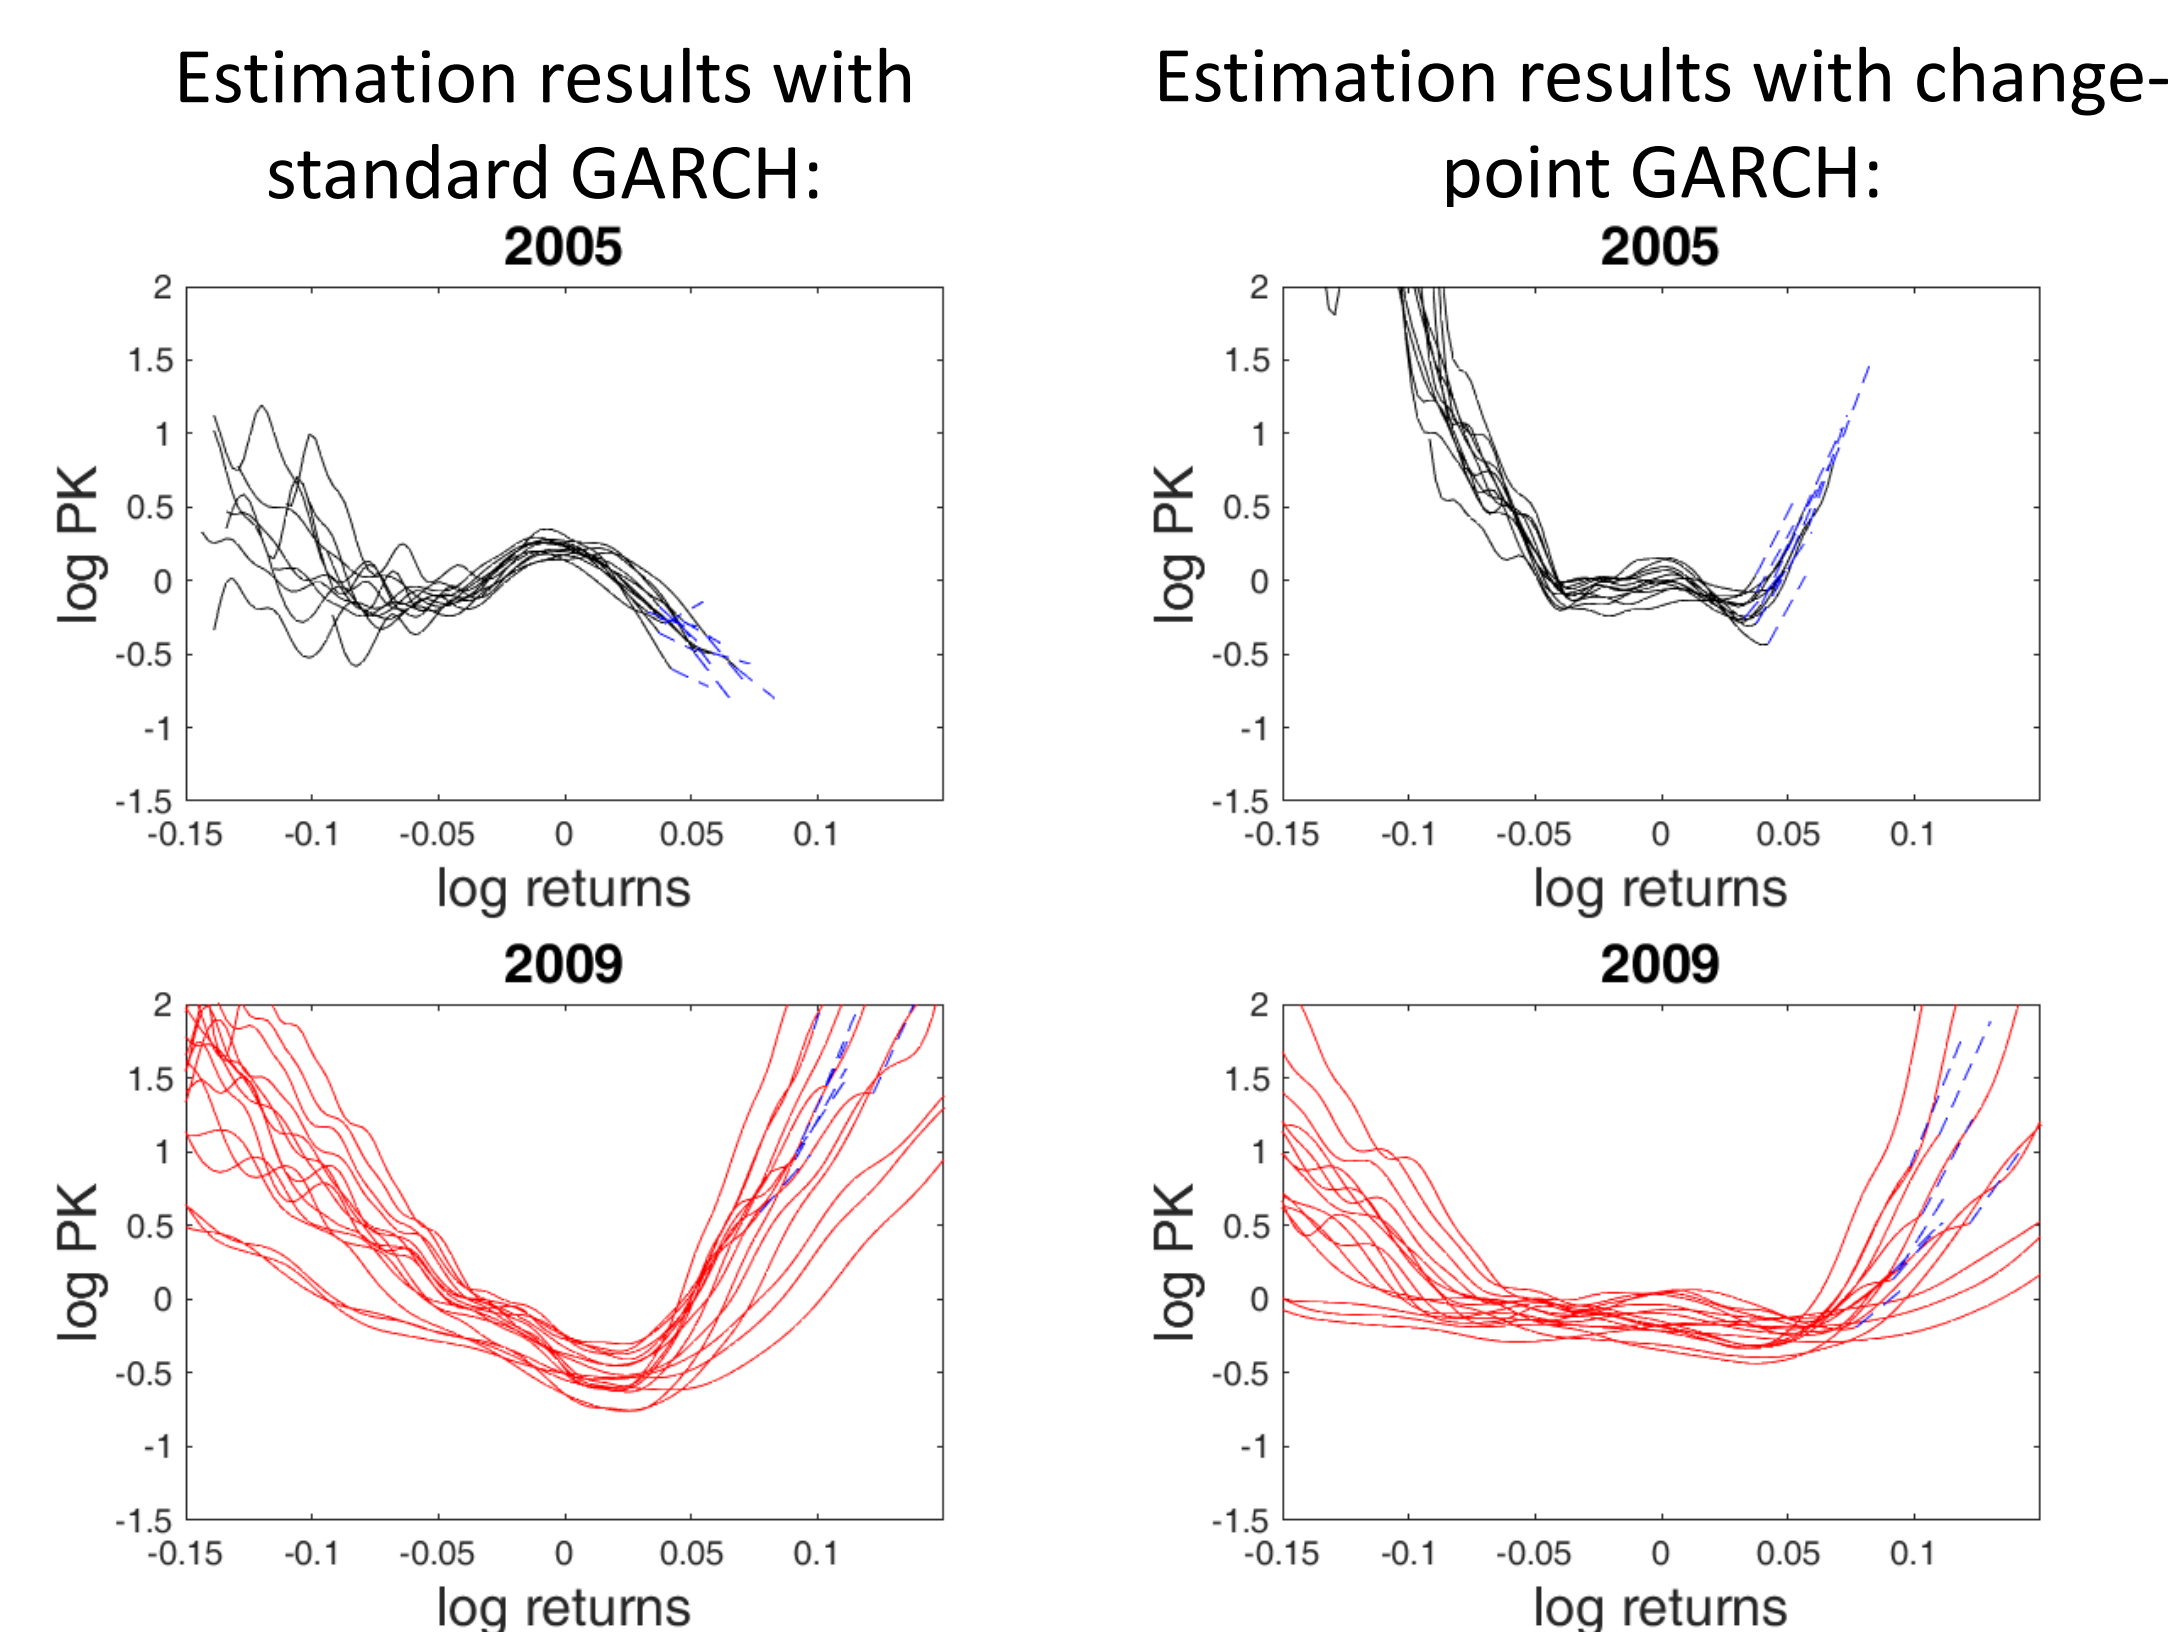 Estimation results with
standard GARCH:
Estimation results with change-
point GARCH:
2005
2
1.5
1
0.5
0
-0.5
-1
-1.5
log PK
-0.15 -0.1 -0.05 0 0.05 0.1
log returns
2005
2
1.5
1
0.5
0
-0.5
-1
-1.5
log PK
-0.15 -0.1 -0.05 0 0.05 0.1
log returns
2009
2
1.5
1
0.5
0
-0.5
-1
-1.5
log PK
-0.15 -0.1 -0.05 0 0.05 0.1
log returns
2009
2
1.5
1
0.5
0
-0.5
-1
-1.5
log PK
-0.15 -0.1 -0.05 0 0.05 0.1
log returns